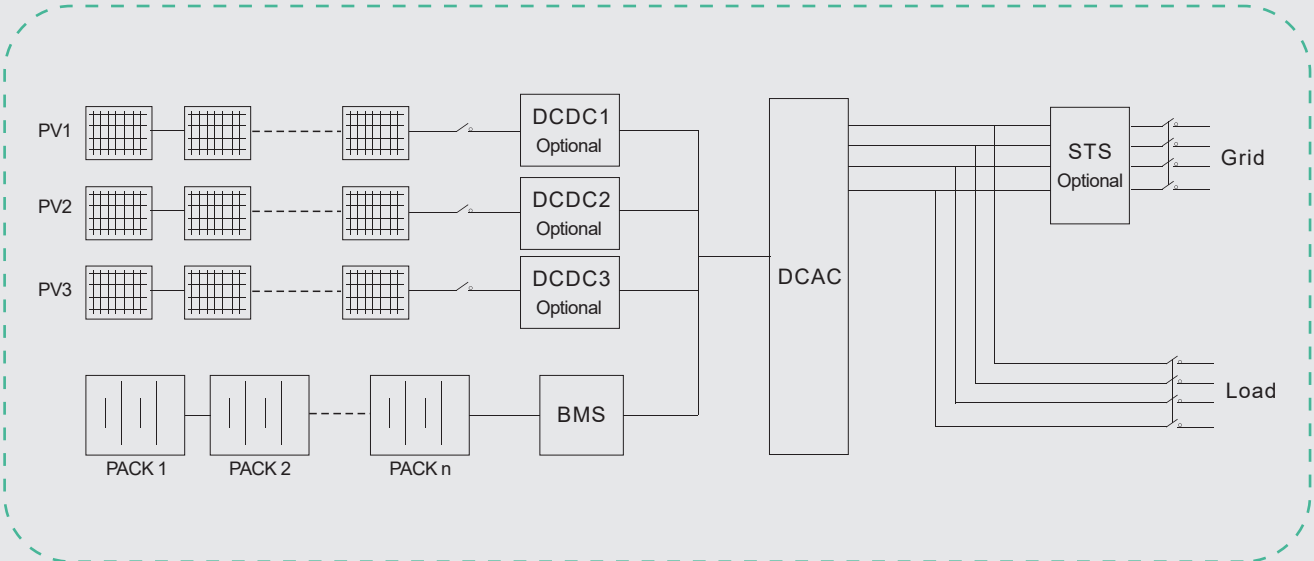 PV1
DCDC1
Optional
PV2
DCDC2
Optional
PV3
DCDC3
Optional
PACK 1
PACK 2
PACK n
BMS
DCAC
STS
Optional
Grid
Load